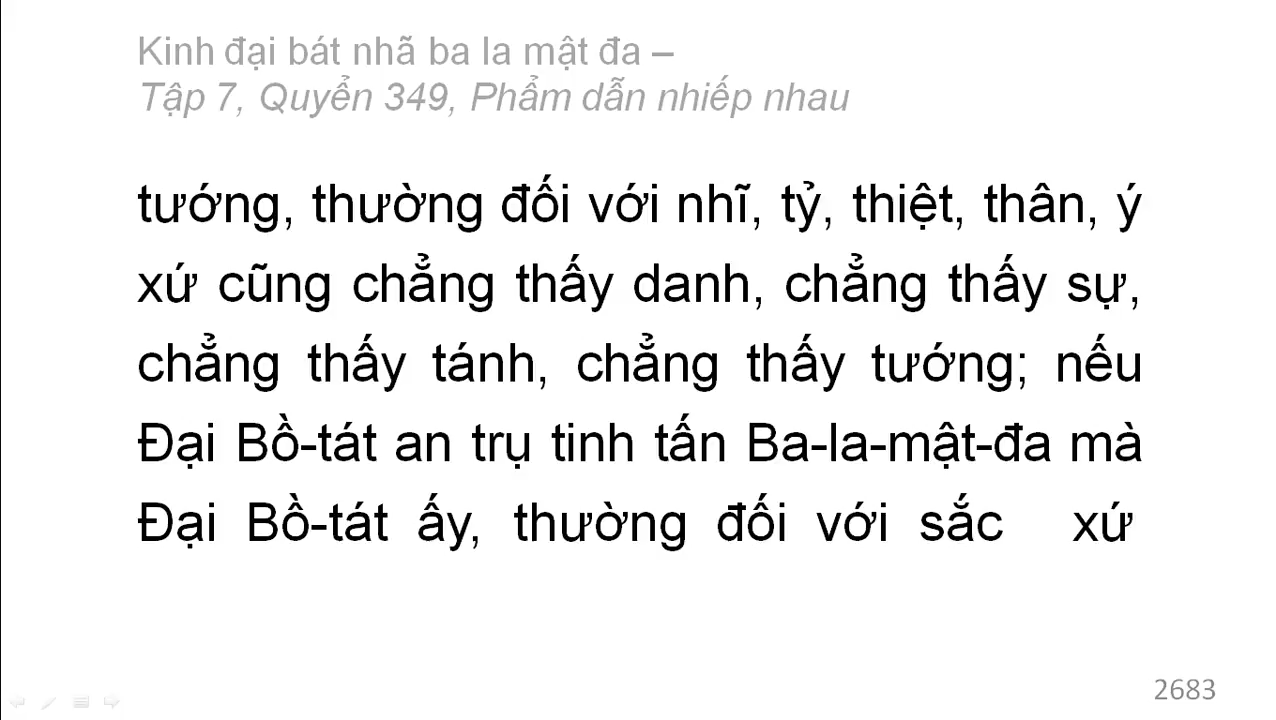 Kinh đại bát nhã ba la mật đa –
Tập 7, Quyển 349, Phẩm dẫn nhiếp nhau
tướng, thường đối với nhĩ, tỷ, thiệt, thân, ý
xứ cũng chẳng thấy danh, chẳng thấy sự,
chẳng thấy tánh, chẳng thấy tướng; nếu
Đại Bồ-tát an trụ tinh tấn Ba-la-mật-đa mà
Đại Bồ-tát ấy, thường đối với sắc xứ
2683